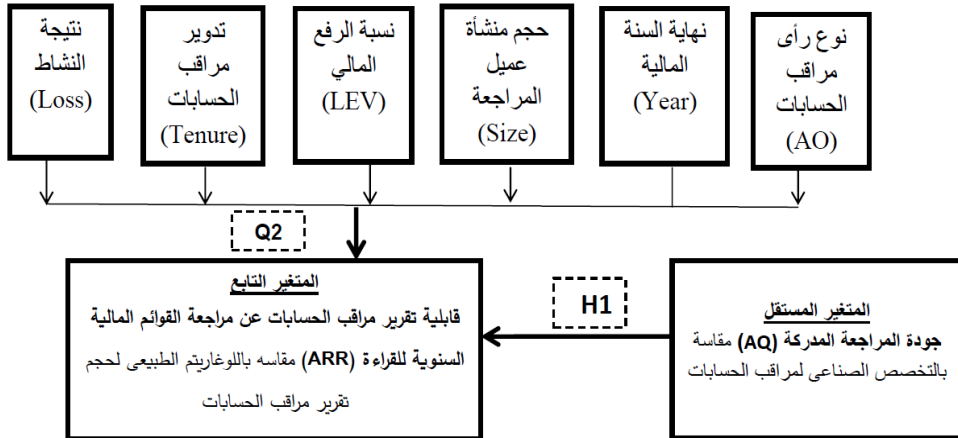 نوع رأى
مراقب
الحسابات
(AO)
نهاية السنة
المالية
(Year)
حجم منشأة
عميل
المراجعة
(Size)
نسبة الرفع
المالي
(LEV)
تدوير
مراقب
الحسابات
(Tenure)
نتيجة
النشاط
(Loss)
Q2
H1
المتغير المستقل
جودة المراجعة المدركة (AQ) مقاسة
بالتخصص الصناعى لمراقب الحسابات
المتغير التابع
قابلية تقرير مراقب الحسابات عن مراجعة القوائم المالية
السنوية للقراءة (ARR) مقاسه باللوغاريتم الطبيعى لحجم
تقرير مراقب الحسابات